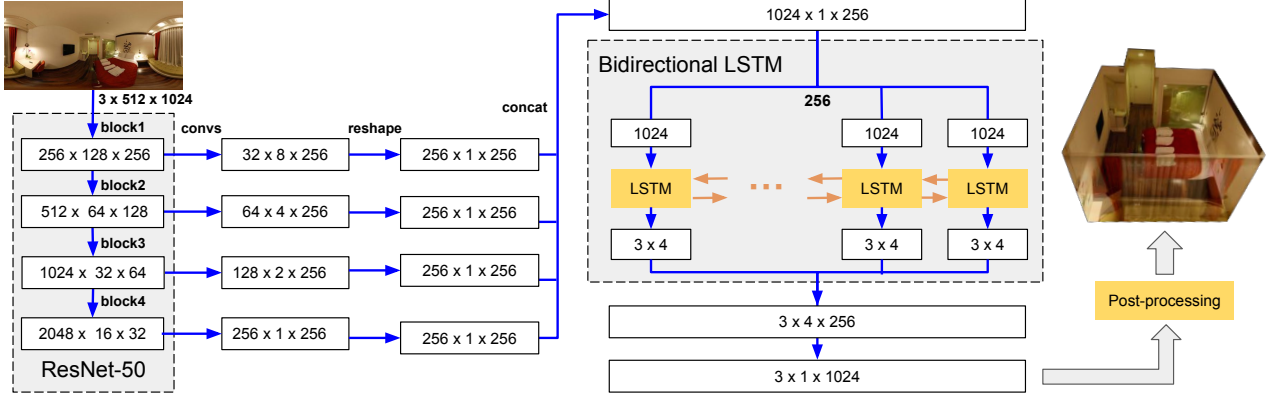 3 x 512 x 1024
block1
256 x 128 x 256
block2
512 x 64 x 128
block3
1024 x 32 x 64
block4
2048 x 16 x 32
ResNet-50
convs
32 x 8 x 256
64 x 4 x 256
128 x 2 x 256
256 x 1 x 256
reshape
256 x 1 x 256
256 x 1 x 256
256 x 1 x 256
256 x 1 x 256
concat
1024 x 1 x 256
Bidirectional LSTM
256
1024
1024
1024
LSTM
...
LSTM
LSTM
3 x 4
3 x 4
3 x 4
3 x 4 x 256
3 x 1 x 1024
Post-processing